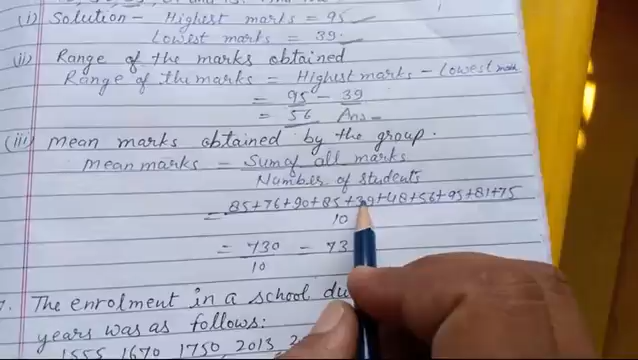 (i) Solution - Highest marks = 95
Lowest marks = 39.
(ii) Range of the marks obtained
Range of the marks = Highest marks - Lowest
= 95 - 39
= 56 Ans -
(iii) Mean marks obtained by the group.
Mean marks = Sum of all marks
Number of students
= 85+76+90+85+39+48+56+95+81+75
10
= 730 = 73
10
7. The enrolment in a school du
years was as follows:
1555 1670 1750 2013